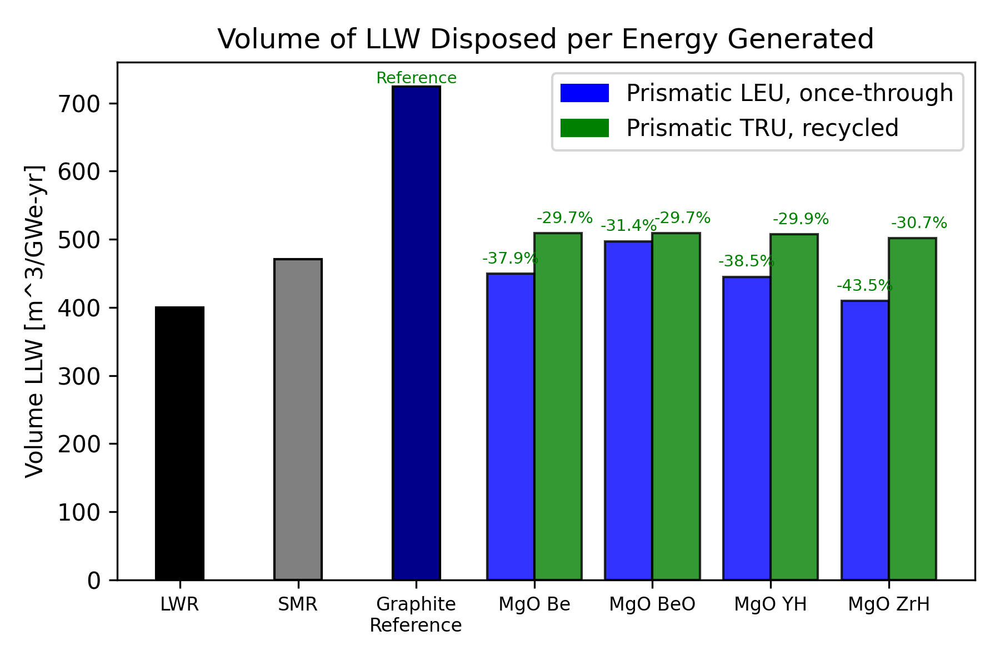 Volume of LLW Disposed per Energy Generated
Volume LLW [m^3/GWe-yr]
700
600
500
400
300
200
100
0
Reference
Prismatic LEU, once-through
Prismatic TRU, recycled
-37.9%
-29.7%
-31.4%
-29.7%
-38.5%
-29.9%
-43.5%
-30.7%
LWR
SMR
Graphite
Reference
MgO Be
MgO BeO
MgO YH
MgO ZrH